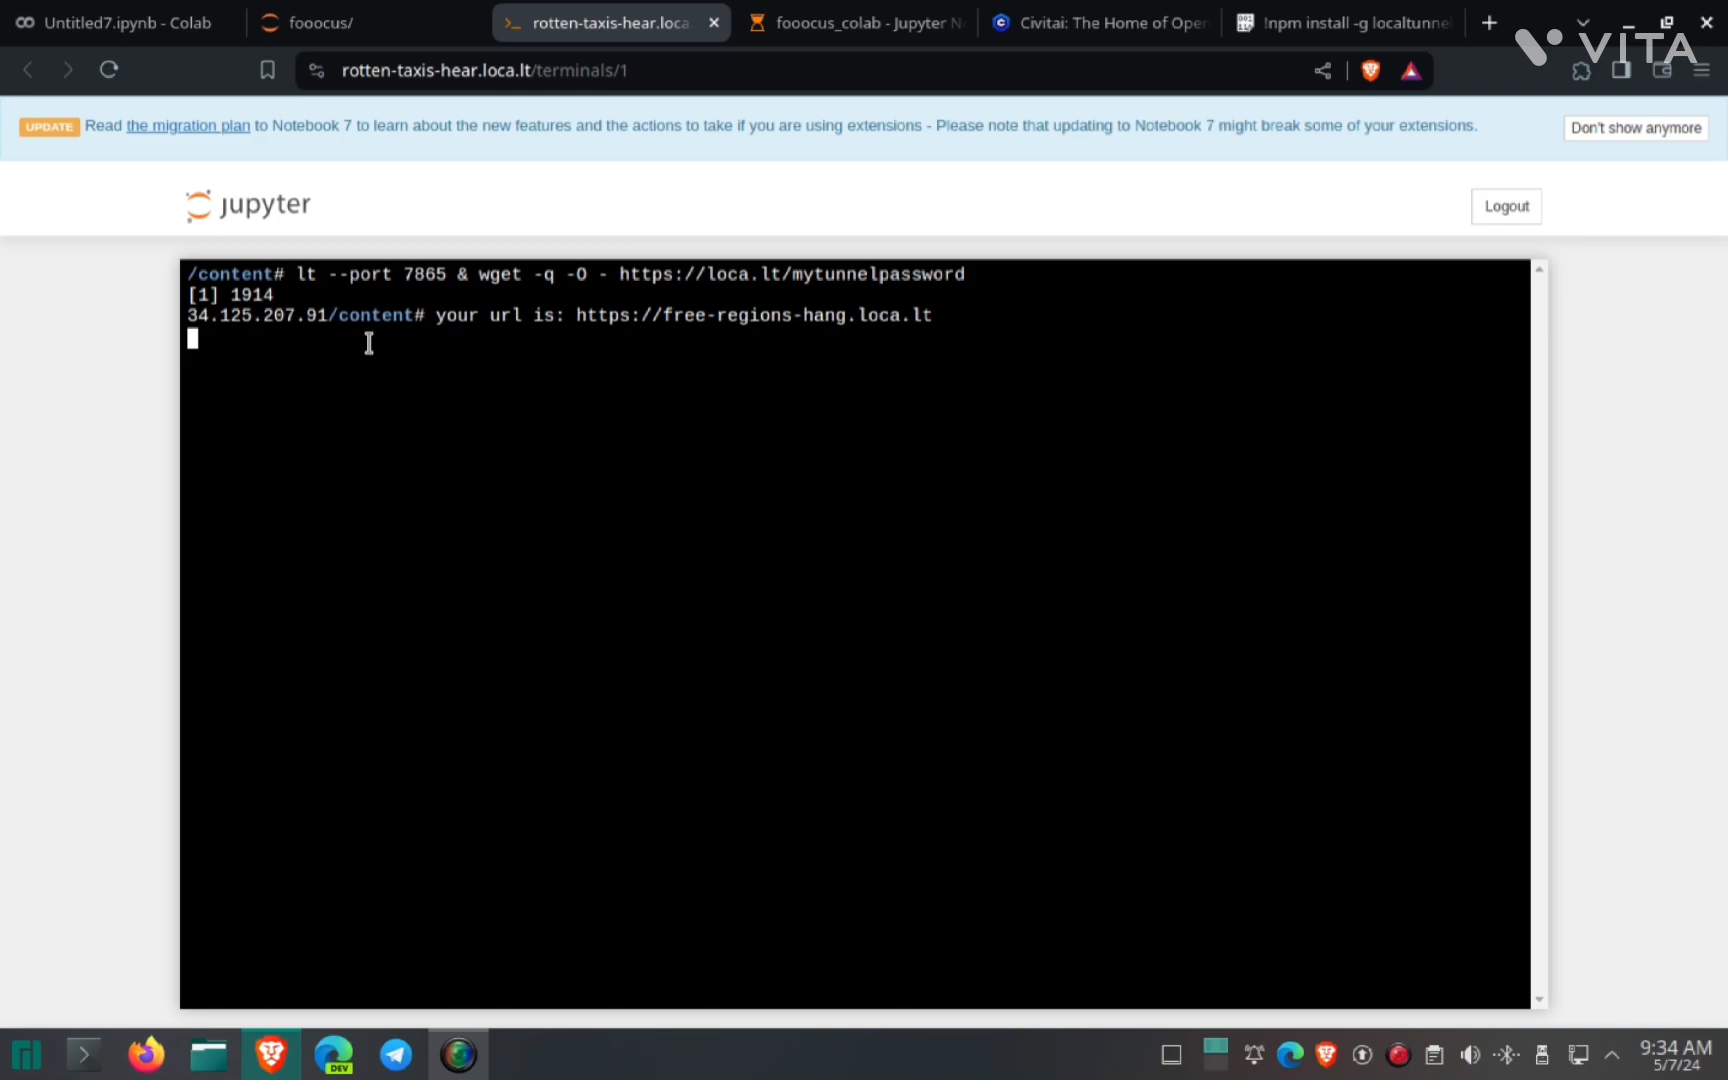 Untitled7.ipynb - Colab
fooocus/
rotten-taxis-hear.loca.
fooocus_colab - Jupyter N
Civitai: The Home of Open
!npm install -g localtunne
VITA
rotten-taxis-hear.loca.lt/terminals/1
UPDATE Read the migration plan to Notebook 7 to learn about the new features and the actions to take if you are using extensions - Please note that updating to Notebook 7 might break some of your extensions.
Don't show anymore
jupyter
Logout
/content# lt --port 7865 & wget -q -O - https://loca.lt/mytunnelpassword
[1] 1914
34.125.207.91/content# your url is: https://free-regions-hang.loca.lt
DEV
9:34 AM
5/7/24